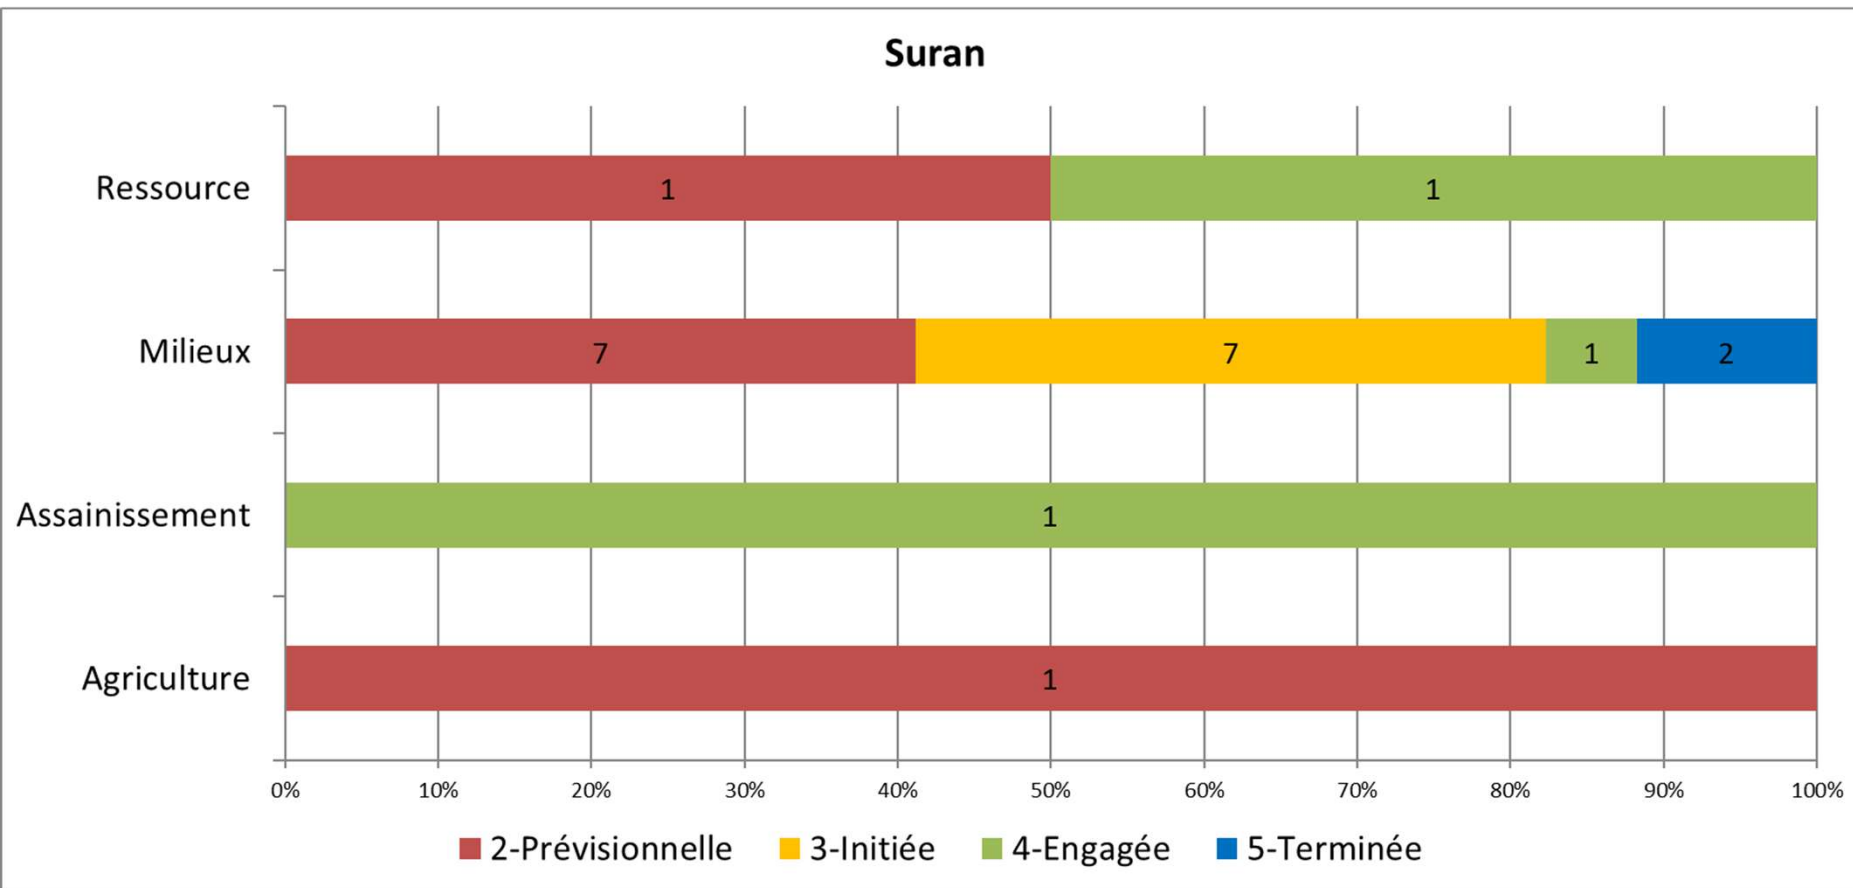 Suran
Ressource
1 1
Milieux
7 7 1 2
Assainissement
1
Agriculture
1
0% 10% 20% 30% 40% 50% 60% 70% 80% 90% 100%
2-Prévisionnelle 3-Initiée 4-Engagée 5-Terminée